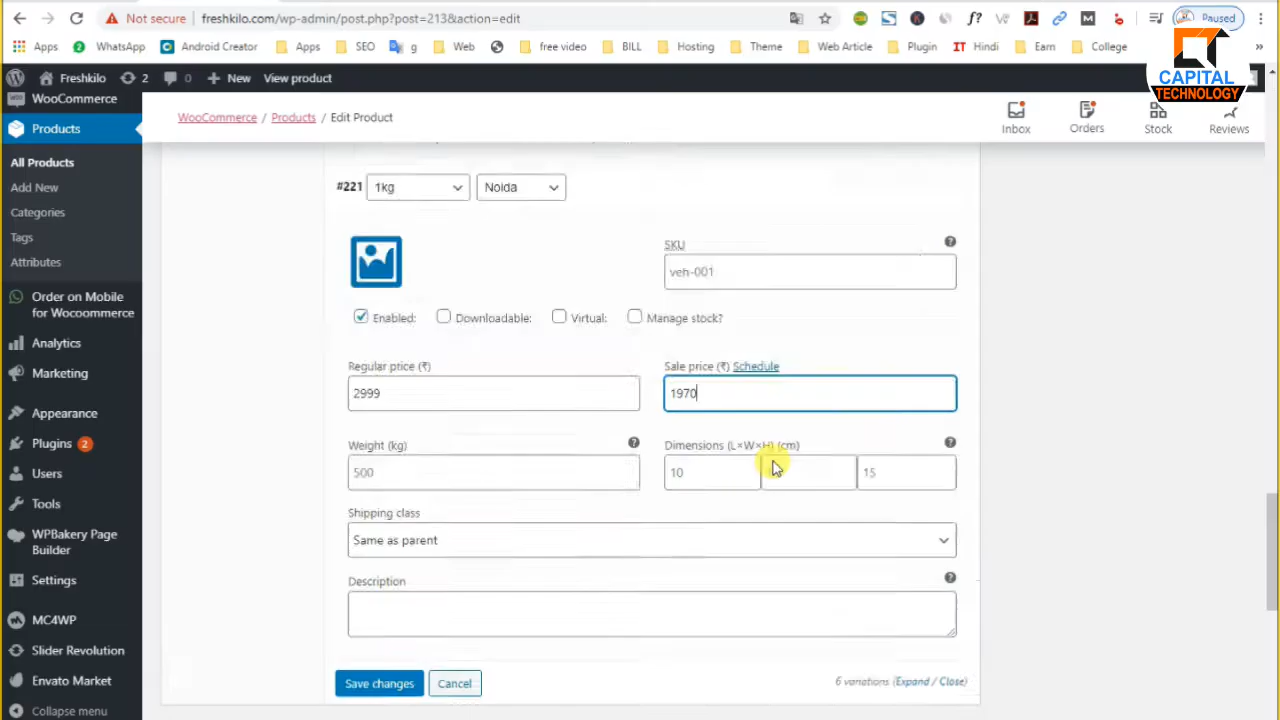 Not secure freshkilo.com/wp-admin/post.php?post=213&action=edit Paused
Apps WhatsApp Android Creator Apps SEO g Web free video BILL Hosting Theme Web Article Plugin IT Hindi Earn College »
Freshkilo 2 0 New View product
CAPITAL
TECHNOLOGY
WooCommerce
Products
All Products
Add New
Categories
Tags
Attributes
Order on Mobile
for Wocoommerce
Analytics
Marketing
Appearance
Plugins 2
Users
Tools
WPBakery Page
Builder
Settings
MC4WP
Slider Revolution
Envato Market
Collapse menu
WooCommerce / Products / Edit Product
Inbox Orders Stock Reviews
#221 1kg Noida
SKU
veh-001
Enabled: Downloadable: Virtual: Manage stock?
Regular price (₹) Sale price (₹) Schedule
2999 1970
Weight (kg) Dimensions (L×W×H) (cm)
500 10 15
Shipping class
Same as parent
Description
Save changes Cancel 6 variations (Expand / Close)